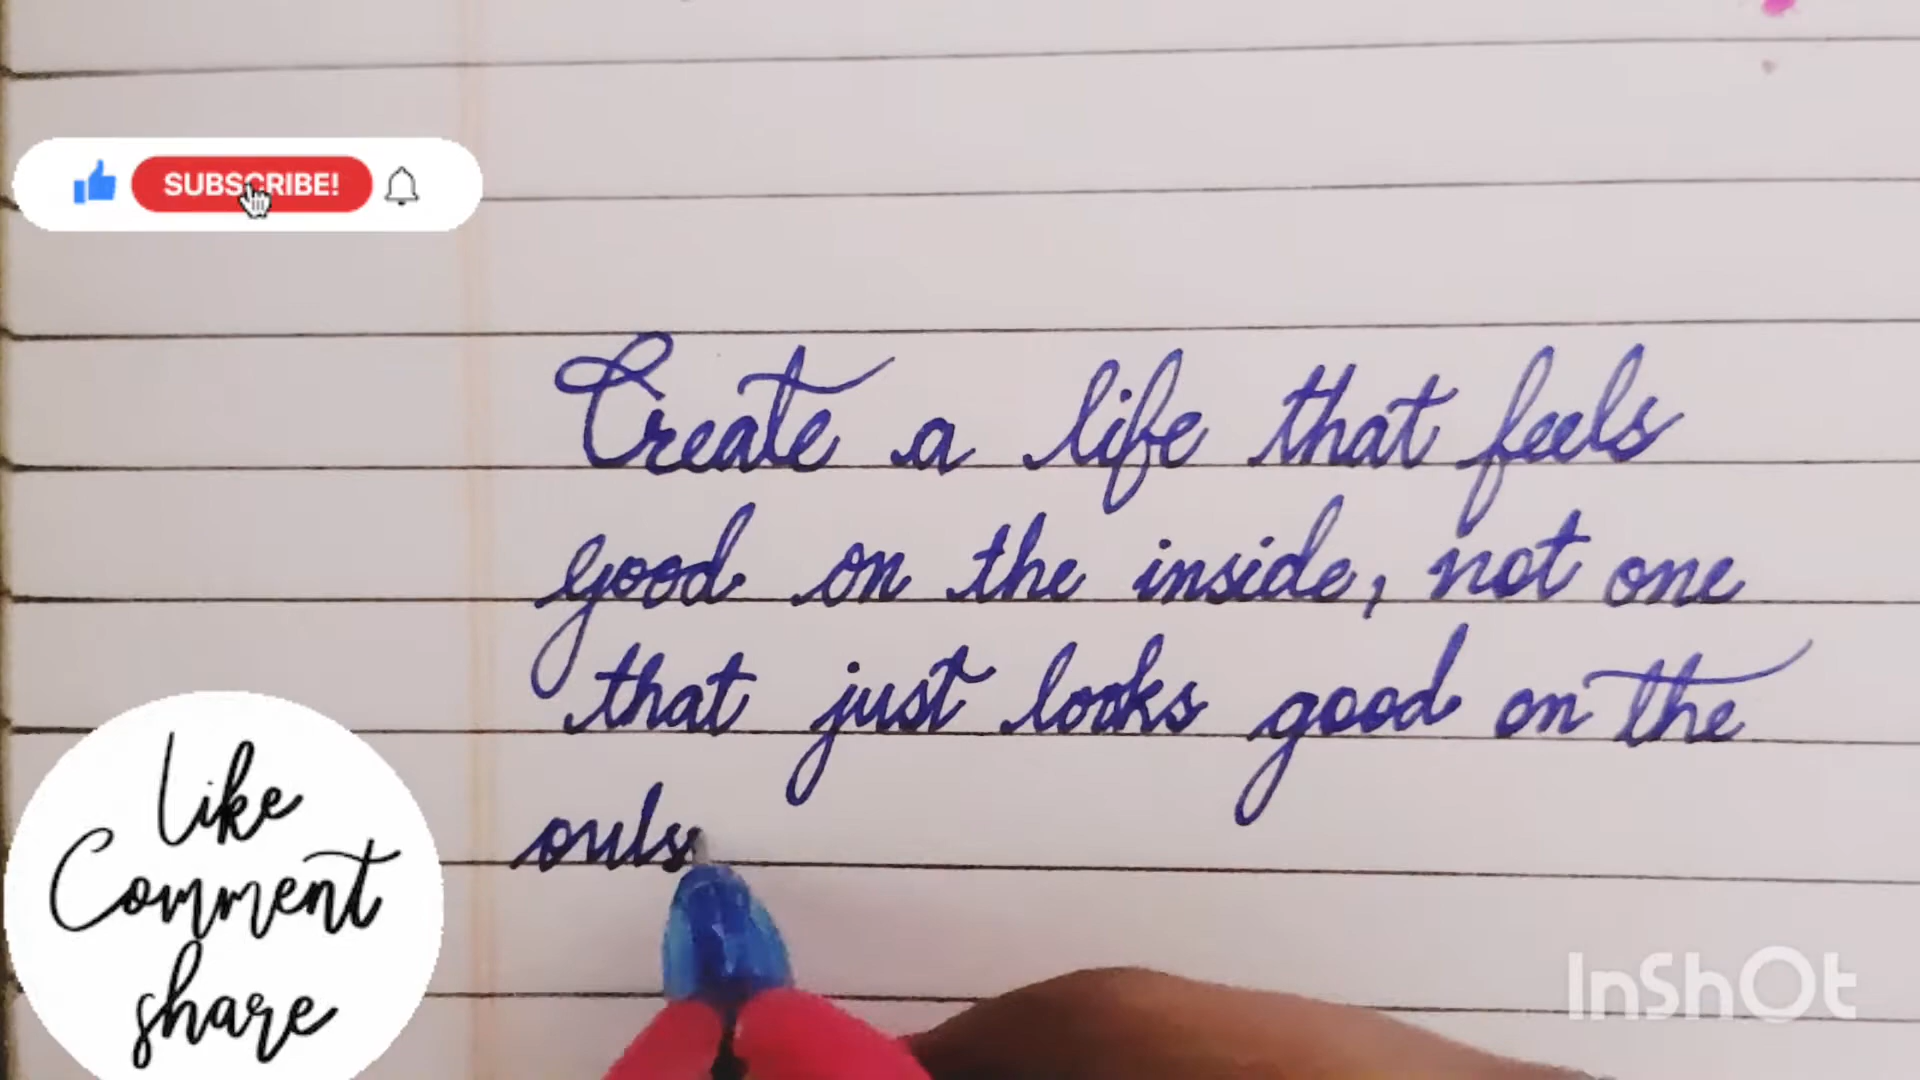 SUBSCRIBE!
Create a life that feels
good on the inside, not one
that just looks good on the
outs
like
Comment
share
InShOt